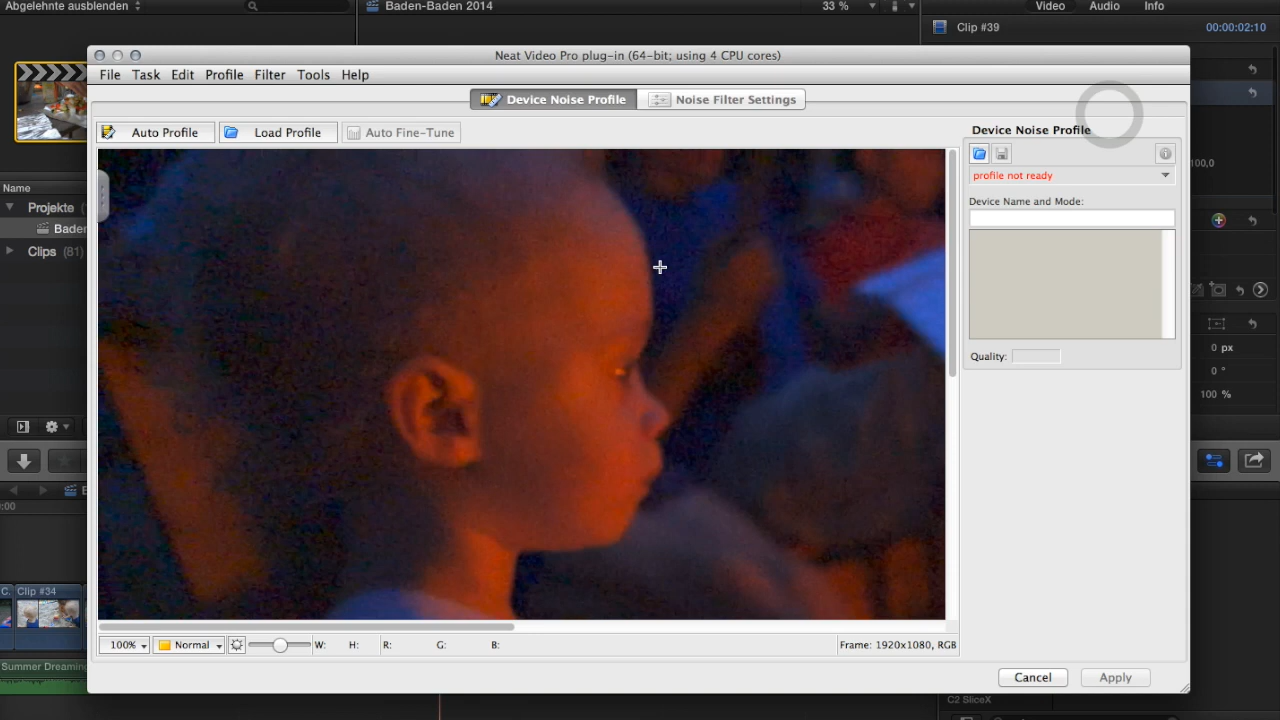 Abgelehnte ausblenden
Baden-Baden 2014
33 %
Video Audio Info
Clip #39
00:00:02:10
Neat Video Pro plug-in (64-bit; using 4 CPU cores)
File Task Edit Profile Filter Tools Help
Device Noise Profile
Noise Filter Settings
Auto Profile
Load Profile
Auto Fine-Tune
Device Noise Profile
100,0
profile not ready
Name
Device Name and Mode:
Projekte
Baden
Clips (81)
0 px
Quality:
0 °
100 %
:00
C.
Clip #34
100%
Normal
W:
H:
R:
G:
B:
Frame: 1920x1080, RGB
Summer Dreaming
Cancel
Apply
C2 SliceX